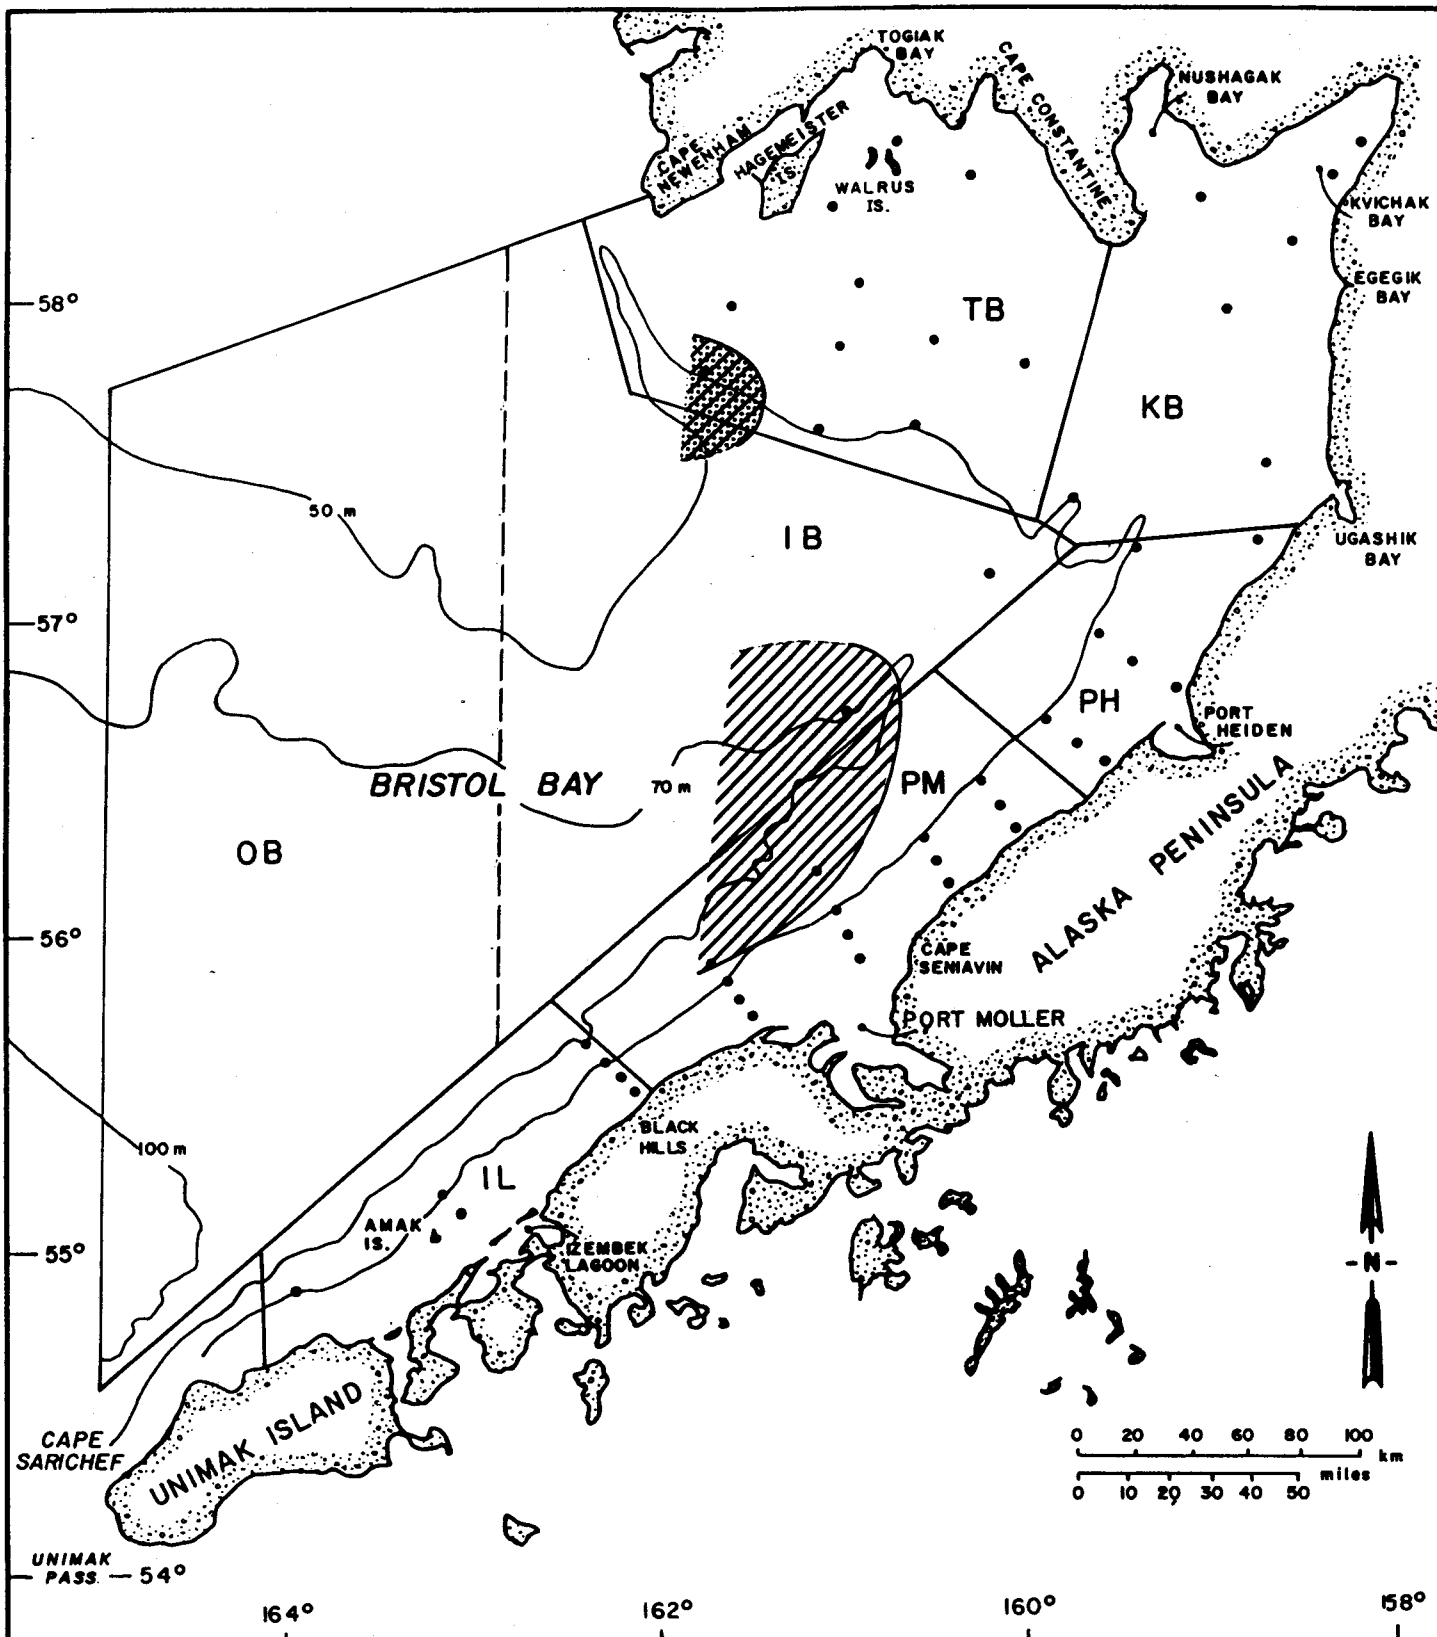 TOGIAK
BAY
CAPE CONSTANTINE
NUSHAGAK
BAY
CAPE
NEWENHAM
HAGEMEISTER
IS.
WALRUS
IS.
KVICHAK
BAY
EGEGIK
BAY
58°
TB
KB
50 m
IB
UGASHIK
BAY
57°
PH
PORT
HEIDEN
BRISTOL BAY
70 m
PM
OB
ALASKA PENINSULA
56°
CAPE
SENIAVIN
PORT MOLLER
100 m
BLACK
HILLS
IL
AMAK
IS.
55°
IZEMBEK
LAGOON
-N-
UNIMAK ISLAND
CAPE
SARICHEF
0 20 40 60 80 100
km
miles
0 10 20 30 40 50
UNIMAK
PASS.
54°
164°
162°
160°
158°